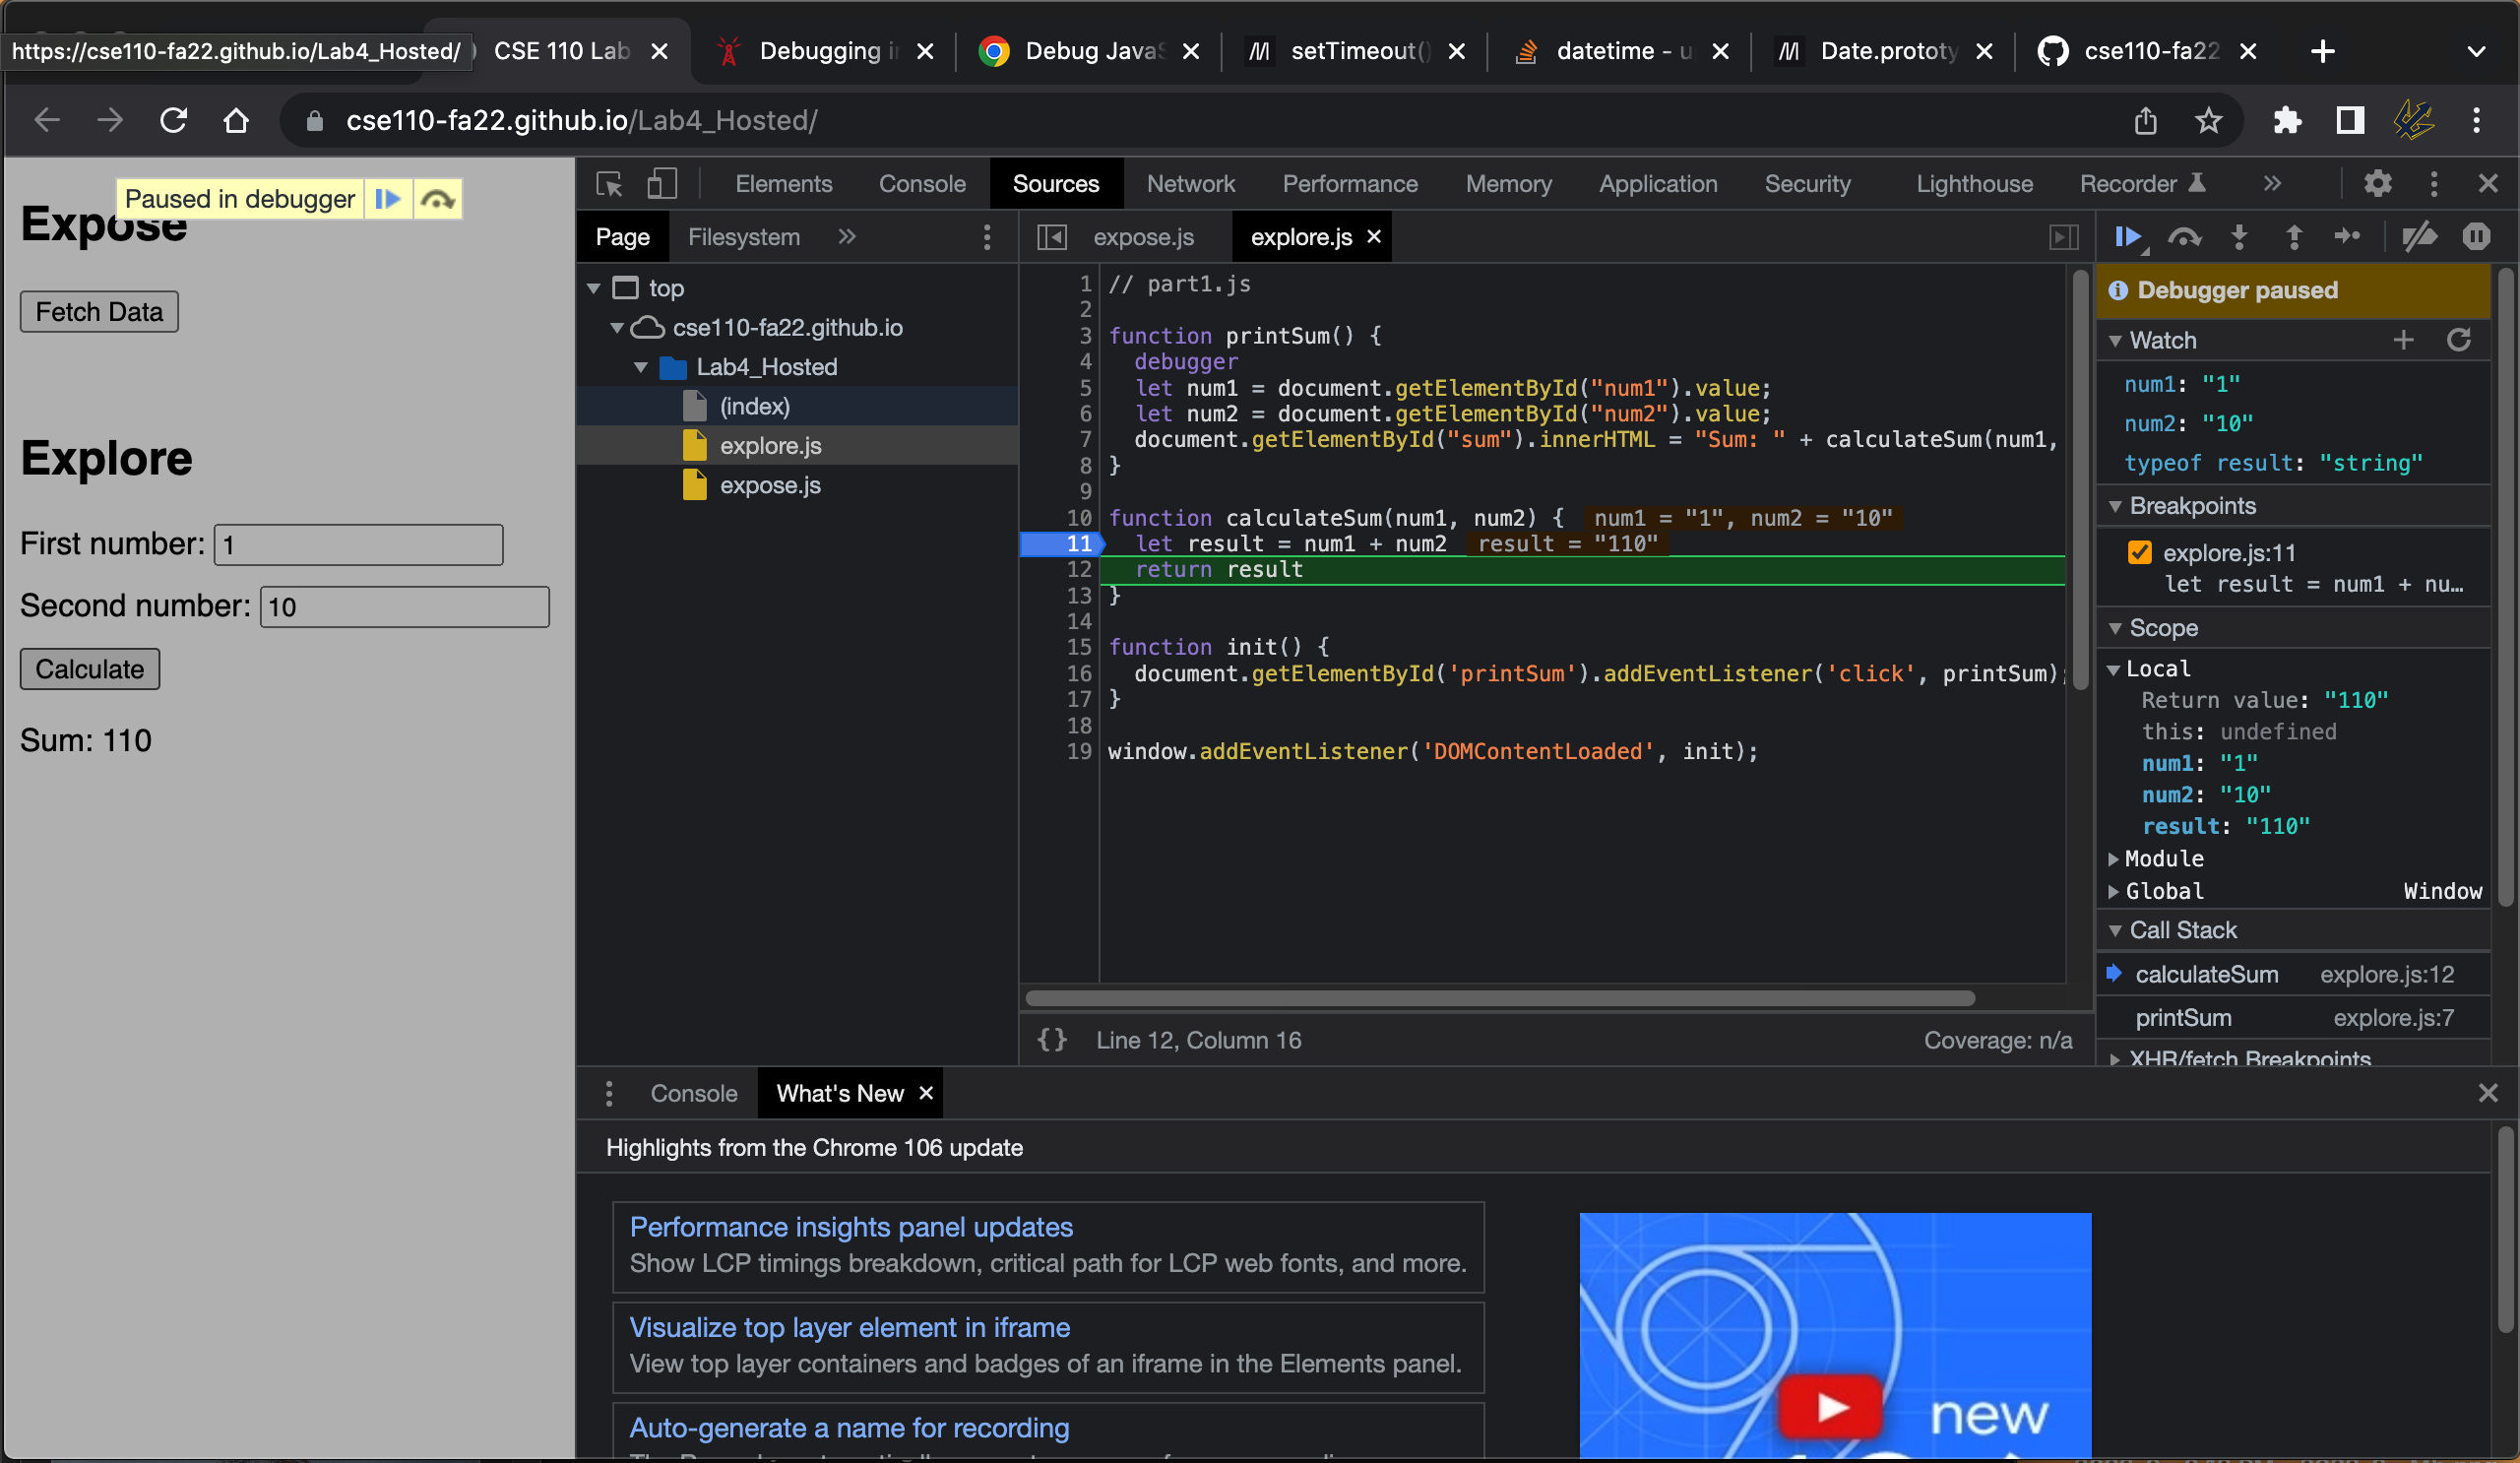 https://cse110-fa22.github.io/Lab4_Hosted/
CSE 110 Lab
Debugging i
Debug Java
setTimeout()
datetime - u
Date.prototy
cse110-fa22
cse110-fa22.github.io/Lab4_Hosted/
Paused in debugger
Expose
Fetch Data
Explore
First number: 1
Second number: 10
Calculate
Sum: 110
Elements Console Sources Network Performance Memory Application Security Lighthouse Recorder
Page Filesystem
top
cse110-fa22.github.io
Lab4_Hosted
(index)
explore.js
expose.js
expose.js explore.js
1 // part1.js
2
3 function printSum() {
4 debugger
5 let num1 = document.getElementById("num1").value;
6 let num2 = document.getElementById("num2").value;
7 document.getElementById("sum").innerHTML = "Sum: " + calculateSum(num1,
8 }
9
10 function calculateSum(num1, num2) { num1 = "1", num2 = "10"
11 let result = num1 + num2 result = "110"
12 return result
13 }
14
15 function init() {
16 document.getElementById('printSum').addEventListener('click', printSum);
17 }
18
19 window.addEventListener('DOMContentLoaded', init);
{} Line 12, Column 16 Coverage: n/a
Debugger paused
Watch
num1: "1"
num2: "10"
typeof result: "string"
Breakpoints
explore.js:11
let result = num1 + nu…
Scope
Local
Return value: "110"
this: undefined
num1: "1"
num2: "10"
result: "110"
Module
Global Window
Call Stack
calculateSum explore.js:12
printSum explore.js:7
XHR/fetch Breakpoints
Console What's New
Highlights from the Chrome 106 update
Performance insights panel updates
Show LCP timings breakdown, critical path for LCP web fonts, and more.
Visualize top layer element in iframe
View top layer containers and badges of an iframe in the Elements panel.
Auto-generate a name for recording
new